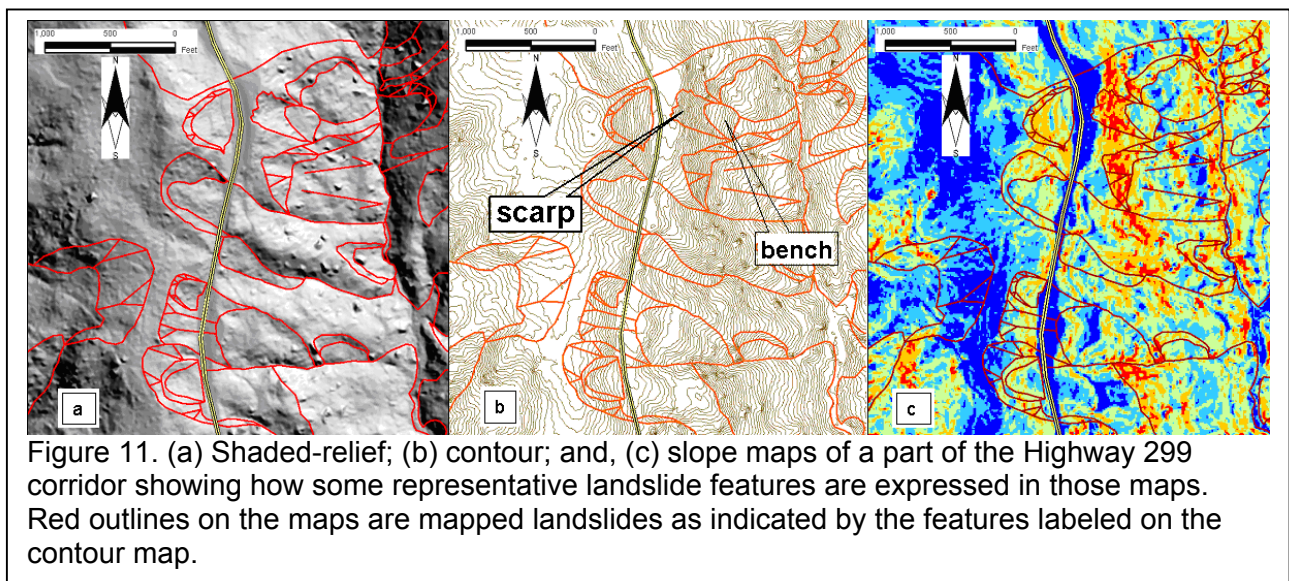 1,000 500 0
Feet
N
S
a
1,000 500 0
Feet
N
S
scarp
bench
b
1,000 500 0
Feet
N
S
c
Figure 11. (a) Shaded-relief; (b) contour; and, (c) slope maps of a part of the Highway 299
corridor showing how some representative landslide features are expressed in those maps.
Red outlines on the maps are mapped landslides as indicated by the features labeled on the
contour map.